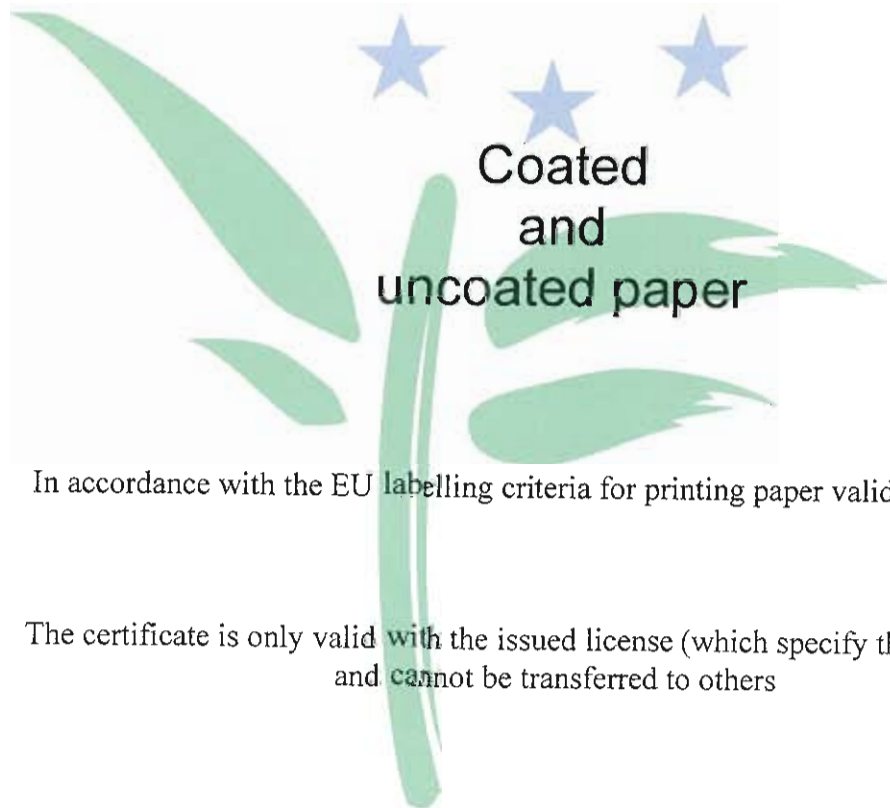 Coated
and
uncoated paper
In accordance with the EU labelling criteria for printing paper valid
The certificate is only valid with the issued license (which specify th
and cannot be transferred to others